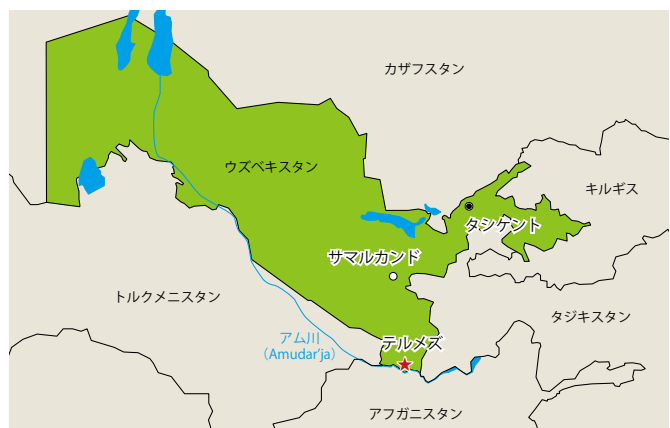 カザフスタン
ウズベキスタン
キルギス
タシケント
サマルカンド
トルクメニスタン
タジキスタン
アム川
（Amudar'ja）
テルメズ
アフガニスタン